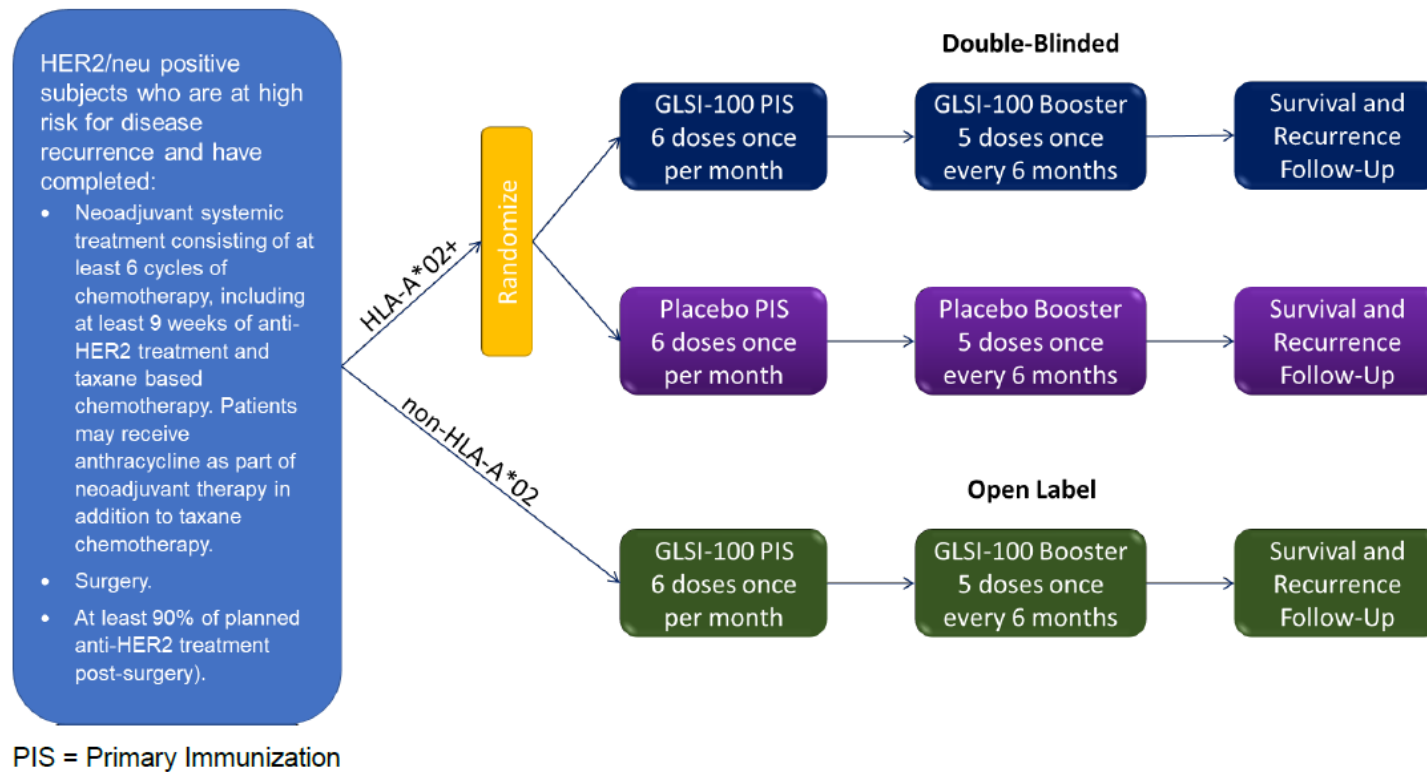 HER2/neu positive
subjects who are at high
risk for disease
recurrence and have
completed:
• Neoadjuvant systemic
treatment consisting of at
least 6 cycles of
chemotherapy, including
at least 9 weeks of anti-
HER2 treatment and
taxane based
chemotherapy. Patients
may receive
anthracycline as part of
neoadjuvant therapy in
addition to taxane
chemotherapy.
• Surgery.
• At least 90% of planned
anti-HER2 treatment
post-surgery).
HLA-A*02+
non-HLA-A*02
Randomize
Double-Blinded
GLSI-100 PIS
6 doses once
per month
GLSI-100 Booster
5 doses once
every 6 months
Survival and
Recurrence
Follow-Up
Placebo PIS
6 doses once
per month
Placebo Booster
5 doses once
every 6 months
Survival and
Recurrence
Follow-Up
Open Label
GLSI-100 PIS
6 doses once
per month
GLSI-100 Booster
5 doses once
every 6 months
Survival and
Recurrence
Follow-Up
PIS = Primary Immunization